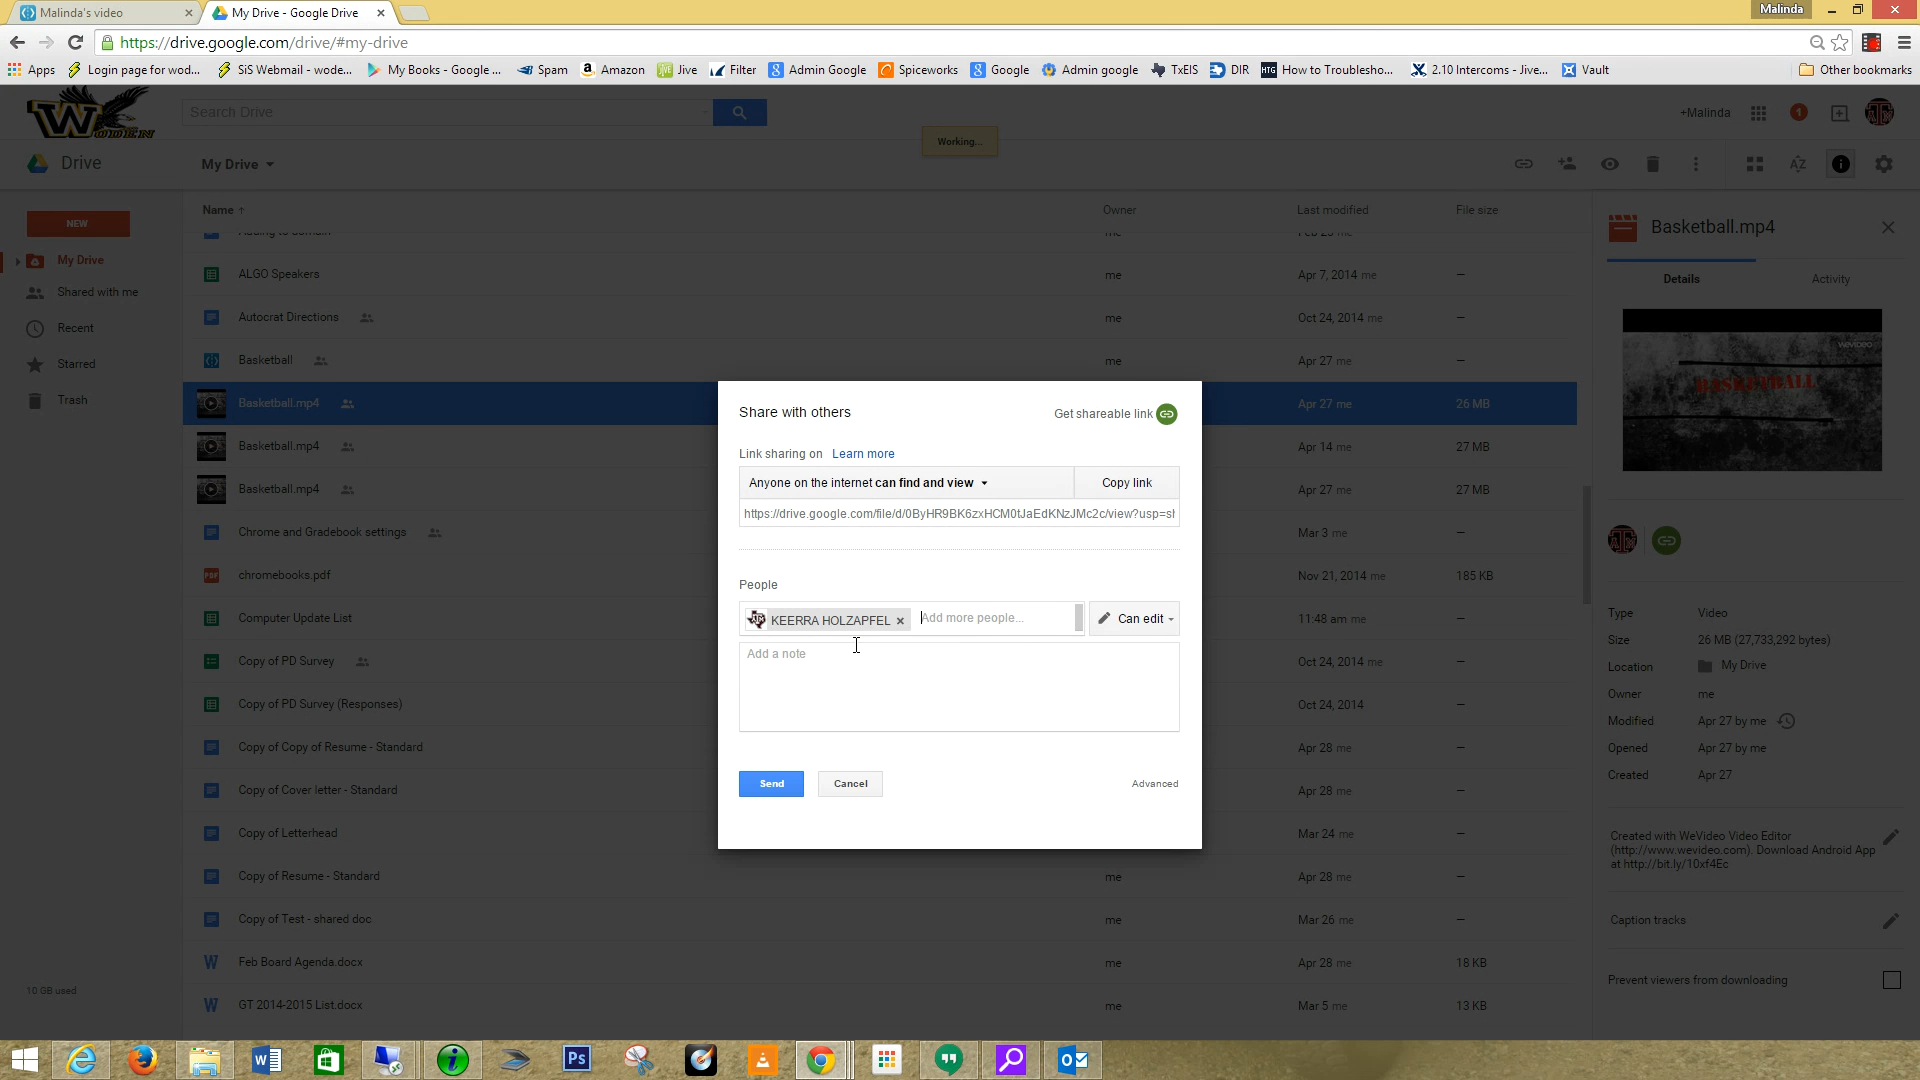 Malinda's video
My Drive - Google Drive
Malinda
https://drive.google.com/drive/#my-drive
Apps
Login page for wod...
SiS Webmail - wode...
My Books - Google ...
Spam
Amazon
Jive
Filter
Admin Google
Spiceworks
Google
Admin google
TxEIS
DIR
How to Troublesho...
2.10 Intercoms - Jive...
Vault
Other bookmarks
WODEN
Search Drive
+Malinda
1
Working...
Drive
My Drive
Name
Owner
Last modified
File size
NEW
My Drive
Shared with me
Recent
Starred
Trash
10 GB used
ALGO Speakers me Apr 7, 2014 me –
Autocrat Directions me Oct 24, 2014 me –
Basketball me Apr 27 me –
Basketball.mp4 Apr 27 me 26 MB
Basketball.mp4 Apr 14 me 27 MB
Basketball.mp4 Apr 27 me 27 MB
Chrome and Gradebook settings Mar 3 me –
chromebooks.pdf Nov 21, 2014 me 185 KB
Computer Update List 11:48 am me –
Copy of PD Survey Oct 24, 2014 me –
Copy of PD Survey (Responses) Oct 24, 2014 –
Copy of Copy of Resume - Standard Apr 28 me –
Copy of Cover letter - Standard Apr 28 me –
Copy of Letterhead Mar 24 me –
Copy of Resume - Standard me Apr 28 me –
Copy of Test - shared doc me Mar 26 me –
Feb Board Agenda.docx me Apr 28 me 18 KB
GT 2014-2015 List.docx me Mar 5 me 13 KB
Share with others
Get shareable link
Link sharing on Learn more
Anyone on the internet can find and view
Copy link
https://drive.google.com/file/d/0ByHR9BK6zxHCM0tJaEdKNzJMc2c/view?usp=sl
People
KEERRA HOLZAPFEL
Add more people...
Can edit
Add a note
Send
Cancel
Advanced
Basketball.mp4
Details
Activity
WEVIDEO
BASKETBALL
Type Video
Size 26 MB (27,733,292 bytes)
Location My Drive
Owner me
Modified Apr 27 by me
Opened Apr 27 by me
Created Apr 27
Created with WeVideo Video Editor
(http://www.wevideo.com). Download Android App
at http://bit.ly/10xf4Ec
Caption tracks
Prevent viewers from downloading